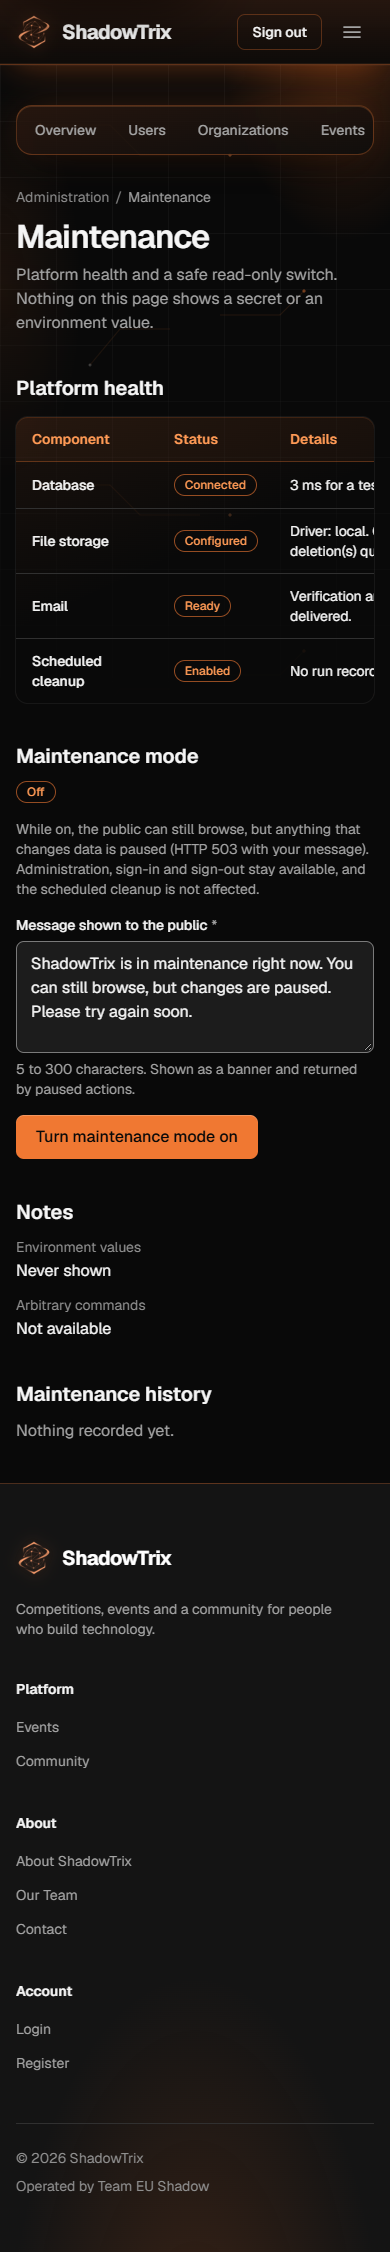 ShadowTrix
Sign out
Overview Users Organizations Events
Administration / Maintenance
Maintenance
Platform health and a safe read-only switch.
Nothing on this page shows a secret or an
environment value.
Platform health
Component Status Details
Database Connected 3 ms for a tes
File storage Configured Driver: local.
deletion(s) qu
Email Ready Verification a
delivered.
Scheduled
cleanup Enabled No run record
Maintenance mode
Off
While on, the public can still browse, but anything that
changes data is paused (HTTP 503 with your message).
Administration, sign-in and sign-out stay available, and
the scheduled cleanup is not affected.
Message shown to the public *
ShadowTrix is in maintenance right now. You
can still browse, but changes are paused.
Please try again soon.
5 to 300 characters. Shown as a banner and returned
by paused actions.
Turn maintenance mode on
Notes
Environment values
Never shown
Arbitrary commands
Not available
Maintenance history
Nothing recorded yet.
ShadowTrix
Competitions, events and a community for people
who build technology.
Platform
Events
Community
About
About ShadowTrix
Our Team
Contact
Account
Login
Register
© 2026 ShadowTrix
Operated by Team EU Shadow